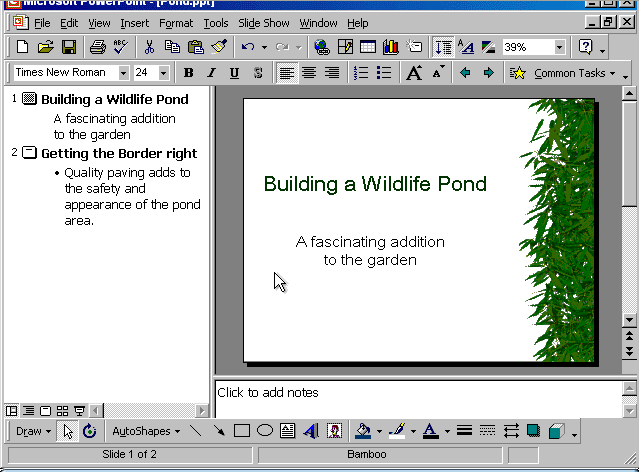 Microsoft PowerPoint - [Pond.ppt]
File Edit View Insert Format Tools Slide Show Window Help
ABC
39%
?
Times New Roman 24 B I U S A A Common Tasks
1 Building a Wildlife Pond
A fascinating addition
to the garden
2 Getting the Border right
• Quality paving adds to
the safety and
appearance of the pond
area.
Building a Wildlife Pond
A fascinating addition
to the garden
Click to add notes
Draw AutoShapes
Slide 1 of 2 Bamboo